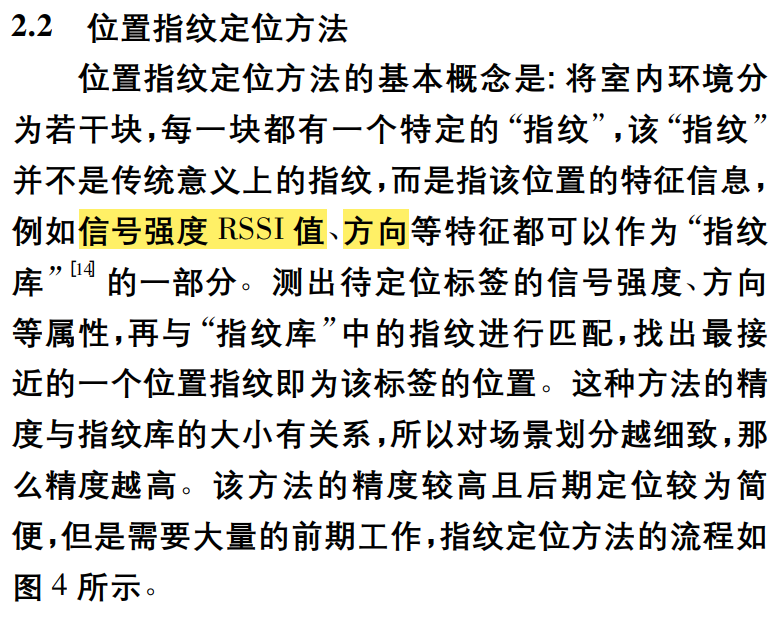 2.2 位置指纹定位方法
位置指纹定位方法的基本概念是: 将室内环境分
为若干块,每一块都有一个特定的“指纹”,该“指纹”
并不是传统意义上的指纹,而是指该位置的特征信息,
例如信号强度 RSSI 值、方向等特征都可以作为“指纹
库”[14] 的一部分。测出待定位标签的信号强度、方向
等属性,再与“指纹库”中的指纹进行匹配,找出最接
近的一个位置指纹即为该标签的位置。这种方法的精
度与指纹库的大小有关系,所以对场景划分越细致,那
么精度越高。该方法的精度较高且后期定位较为简
便,但是需要大量的前期工作,指纹定位方法的流程如
图 4 所示。